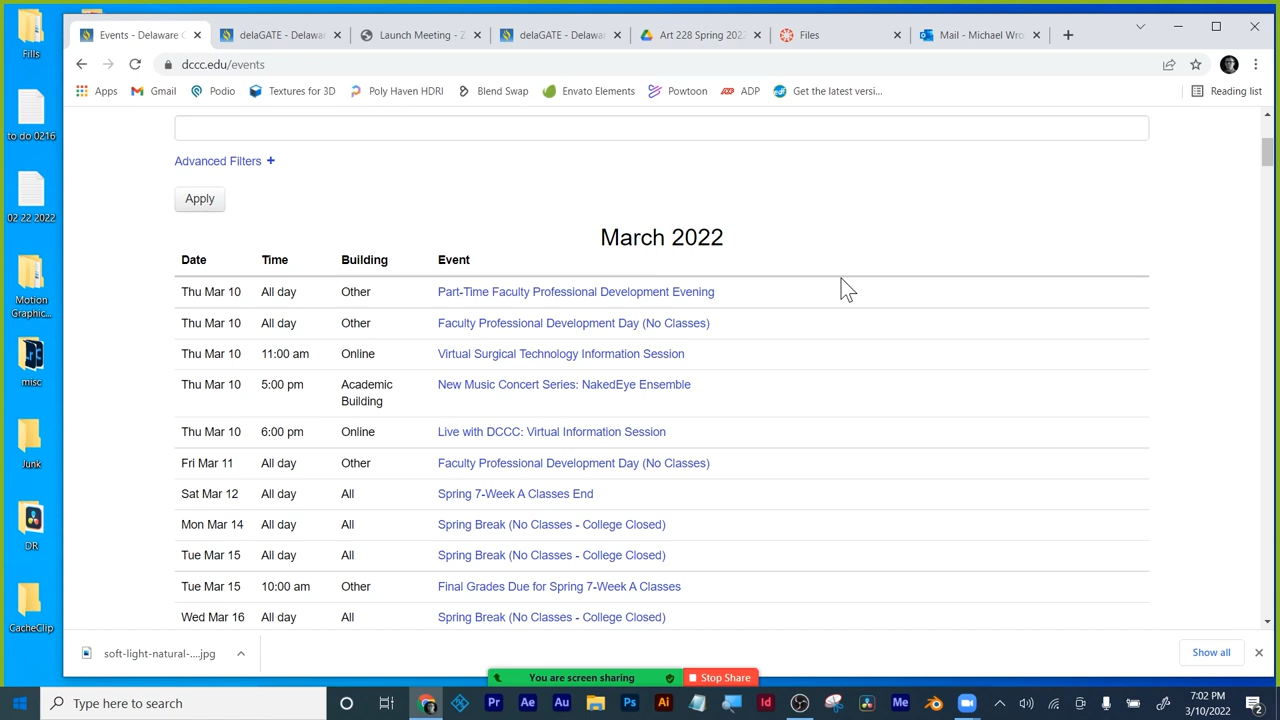 Events - Delaware C
delaGATE - Delawar
Launch Meeting - Z
delaGATE - Delawar
Art 228 Spring 2022
Files
Mail - Michael Wro
dccc.edu/events
Apps
Gmail
Podio
Textures for 3D
Poly Haven HDRI
Blend Swap
Envato Elements
Powtoon
ADP
Get the latest versi...
Reading list
Fills
to do 0216
02 22 2022
Motion
Graphic...
misc
Junk
DR
CacheClip
Advanced Filters +
Apply
March 2022
Date Time Building Event
Thu Mar 10 All day Other Part-Time Faculty Professional Development Evening
Thu Mar 10 All day Other Faculty Professional Development Day (No Classes)
Thu Mar 10 11:00 am Online Virtual Surgical Technology Information Session
Thu Mar 10 5:00 pm Academic Building New Music Concert Series: NakedEye Ensemble
Thu Mar 10 6:00 pm Online Live with DCCC: Virtual Information Session
Fri Mar 11 All day Other Faculty Professional Development Day (No Classes)
Sat Mar 12 All day All Spring 7-Week A Classes End
Mon Mar 14 All day All Spring Break (No Classes - College Closed)
Tue Mar 15 All day All Spring Break (No Classes - College Closed)
Tue Mar 15 10:00 am Other Final Grades Due for Spring 7-Week A Classes
Wed Mar 16 All day All Spring Break (No Classes - College Closed)
soft-light-natural-....jpg
Show all
You are screen sharing
Stop Share
Type here to search
Pr
Ae
Au
Ps
Ai
Id
Me
7:02 PM
3/10/2022
2